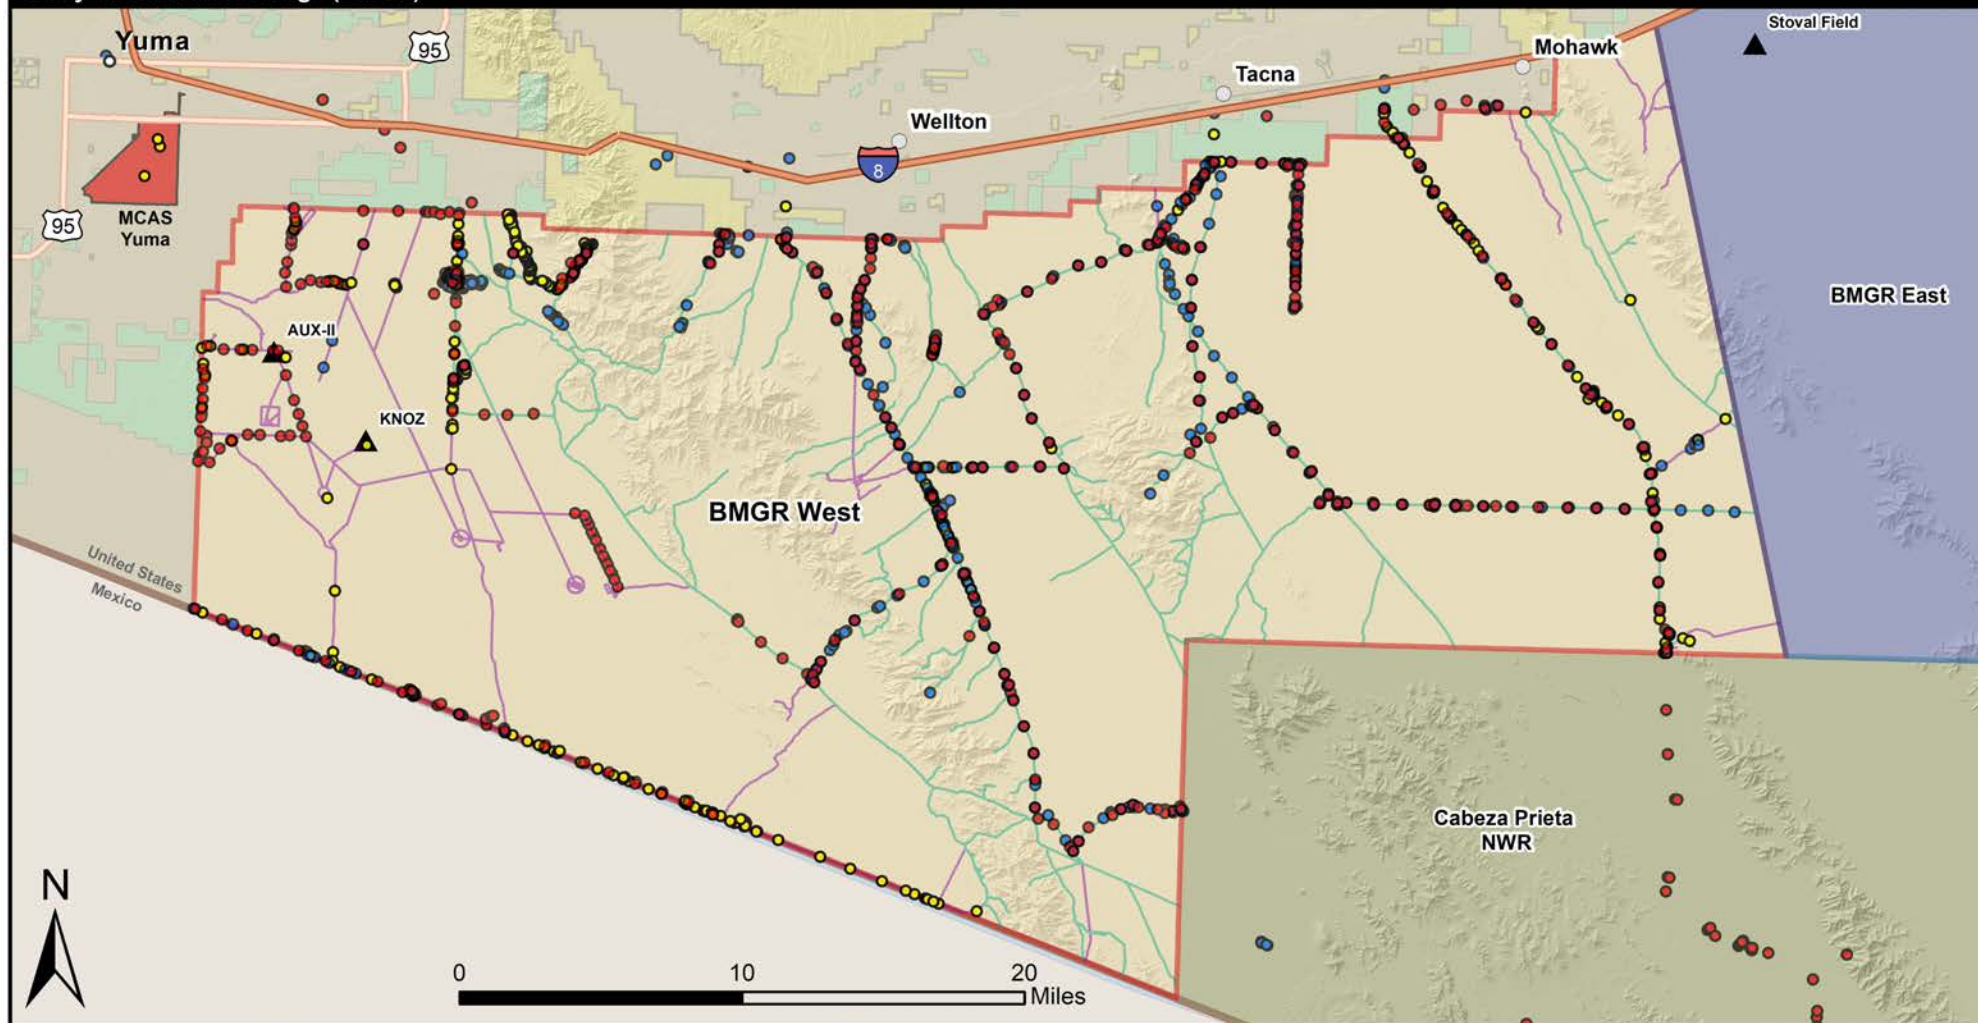 Stoval Field
Yuma
95
Mohawk
Tacna
Wellton
8
MCAS
Yuma
95
BMGR East
AUX-II
KNOZ
BMGR West
United States
Mexico
Cabeza Prieta
NWR
N
0 10 20
Miles